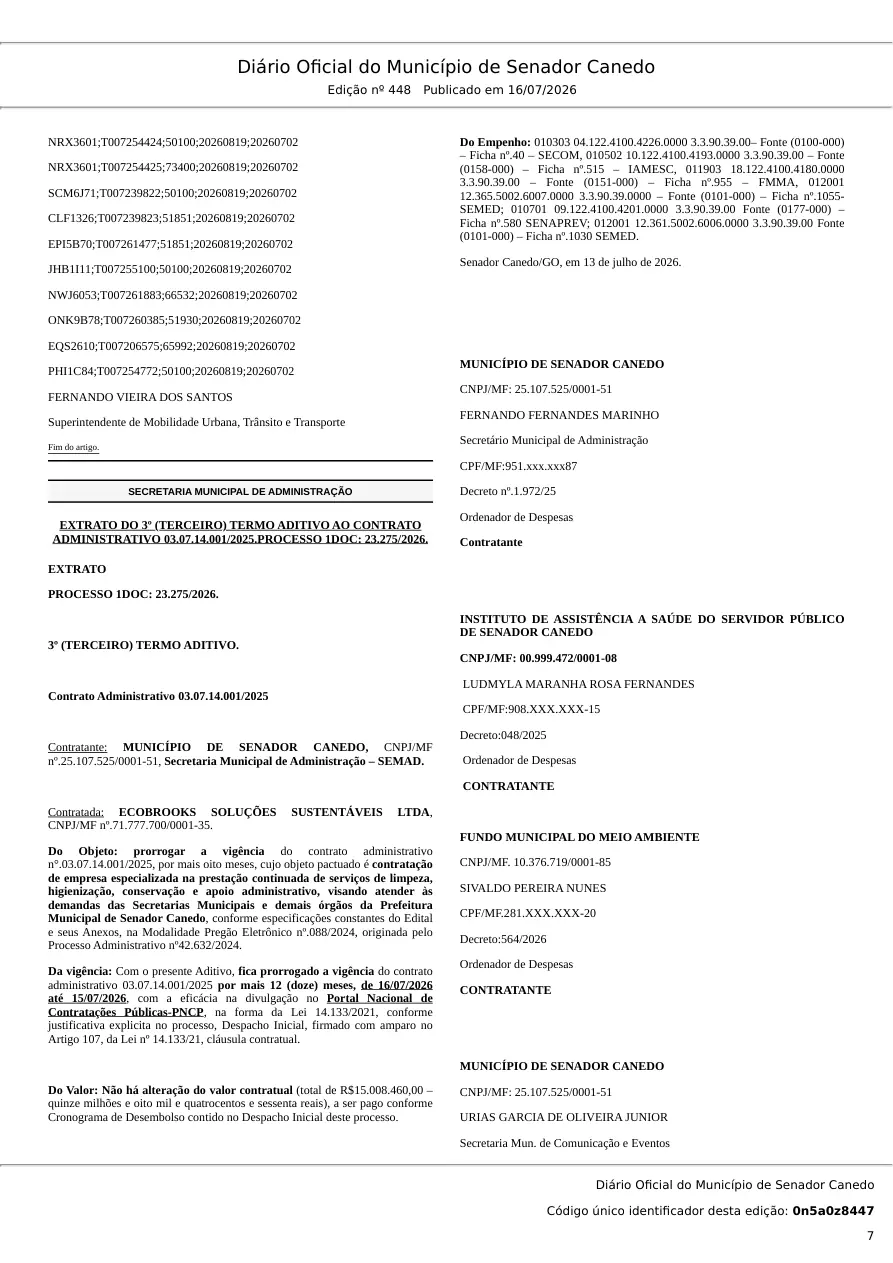 Diário Oficial do Município de Senador Canedo
Edição nº 448 Publicado em 16/07/2026
NRX3601;T007254424;50100;20260819;20260702
NRX3601;T007254425;73400;20260819;20260702
SCM6J71;T007239822;50100;20260819;20260702
CLF1326;T007239823;51851;20260819;20260702
EPI5B70;T007261477;51851;20260819;20260702
JHB1I11;T007255100;50100;20260819;20260702
NWJ6053;T007261883;66532;20260819;20260702
ONK9B78;T007260385;51930;20260819;20260702
EQS2610;T007206575;65992;20260819;20260702
PHI1C84;T007254772;50100;20260819;20260702
FERNANDO VIEIRA DOS SANTOS
Superintendente de Mobilidade Urbana, Trânsito e Transporte
Fim do artigo.
SECRETARIA MUNICIPAL DE ADMINISTRAÇÃO
EXTRATO DO 3º (TERCEIRO) TERMO ADITIVO AO CONTRATO
ADMINISTRATIVO 03.07.14.001/2025.PROCESSO 1DOC: 23.275/2026.
EXTRATO
PROCESSO 1DOC: 23.275/2026.
3º (TERCEIRO) TERMO ADITIVO.
Contrato Administrativo 03.07.14.001/2025
Contratante: MUNICÍPIO DE SENADOR CANEDO, CNPJ/MF
nº.25.107.525/0001-51, Secretaria Municipal de Administração – SEMAD.
Contratada: ECOBROOKS SOLUÇÕES SUSTENTÁVEIS LTDA,
CNPJ/MF nº.71.777.700/0001-35.
Do Objeto: prorrogar a vigência do contrato administrativo
n°.03.07.14.001/2025, por mais oito meses, cujo objeto pactuado é contratação
de empresa especializada na prestação continuada de serviços de limpeza,
higienização, conservação e apoio administrativo, visando atender às
demandas das Secretarias Municipais e demais órgãos da Prefeitura
Municipal de Senador Canedo, conforme especificações constantes do Edital
e seus Anexos, na Modalidade Pregão Eletrônico nº.088/2024, originada pelo
Processo Administrativo nº42.632/2024.
Da vigência: Com o presente Aditivo, fica prorrogado a vigência do contrato
administrativo 03.07.14.001/2025 por mais 12 (doze) meses, de 16/07/2026
até 15/07/2026, com a eficácia na divulgação no Portal Nacional de
Contratações Públicas-PNCP, na forma da Lei 14.133/2021, conforme
justificativa explicita no processo, Despacho Inicial, firmado com amparo no
Artigo 107, da Lei nº 14.133/21, cláusula contratual.
Do Valor: Não há alteração do valor contratual (total de R$15.008.460,00 –
quinze milhões e oito mil e quatrocentos e sessenta reais), a ser pago conforme
Cronograma de Desembolso contido no Despacho Inicial deste processo.
Do Empenho: 010303 04.122.4100.4226.0000 3.3.90.39.00– Fonte (0100-000)
– Ficha nº.40 – SECOM, 010502 10.122.4100.4193.0000 3.3.90.39.00 – Fonte
(0158-000) – Ficha nº.515 – IAMESC, 011903 18.122.4100.4180.0000
3.3.90.39.00 – Fonte (0151-000) – Ficha nº.955 – FMMA, 012001
12.365.5002.6007.0000 3.3.90.39.0000 – Fonte (0101-000) – Ficha nº.1055-
SEMED; 010701 09.122.4100.4201.0000 3.3.90.39.00 Fonte (0177-000) –
Ficha nº.580 SENAPREV; 012001 12.361.5002.6006.0000 3.3.90.39.00 Fonte
(0101-000) – Ficha nº.1030 SEMED.
Senador Canedo/GO, em 13 de julho de 2026.
MUNICÍPIO DE SENADOR CANEDO
CNPJ/MF: 25.107.525/0001-51
FERNANDO FERNANDES MARINHO
Secretário Municipal de Administração
CPF/MF:951.xxx.xxx87
Decreto nº.1.972/25
Ordenador de Despesas
Contratante
INSTITUTO DE ASSISTÊNCIA A SAÚDE DO SERVIDOR PÚBLICO
DE SENADOR CANEDO
CNPJ/MF: 00.999.472/0001-08
LUDMYLA MARANHA ROSA FERNANDES
CPF/MF:908.XXX.XXX-15
Decreto:048/2025
Ordenador de Despesas
CONTRATANTE
FUNDO MUNICIPAL DO MEIO AMBIENTE
CNPJ/MF. 10.376.719/0001-85
SIVALDO PEREIRA NUNES
CPF/MF.281.XXX.XXX-20
Decreto:564/2026
Ordenador de Despesas
CONTRATANTE
MUNICÍPIO DE SENADOR CANEDO
CNPJ/MF: 25.107.525/0001-51
URIAS GARCIA DE OLIVEIRA JUNIOR
Secretaria Mun. de Comunicação e Eventos
Diário Oficial do Município de Senador Canedo
Código único identificador desta edição: 0n5a0z8447
7